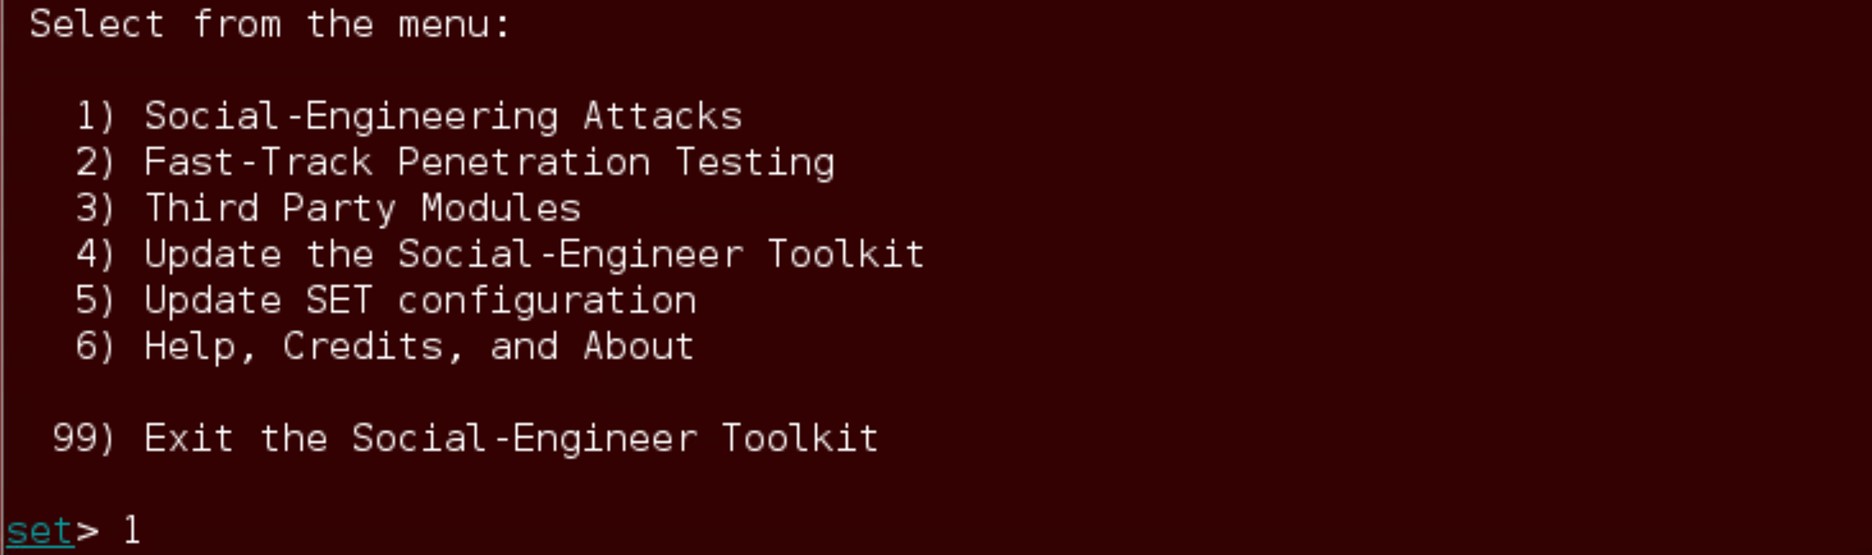 Select from the menu:
1) Social-Engineering Attacks
2) Fast-Track Penetration Testing
3) Third Party Modules
4) Update the Social-Engineer Toolkit
5) Update SET configuration
6) Help, Credits, and About
99) Exit the Social-Engineer Toolkit
set> 1